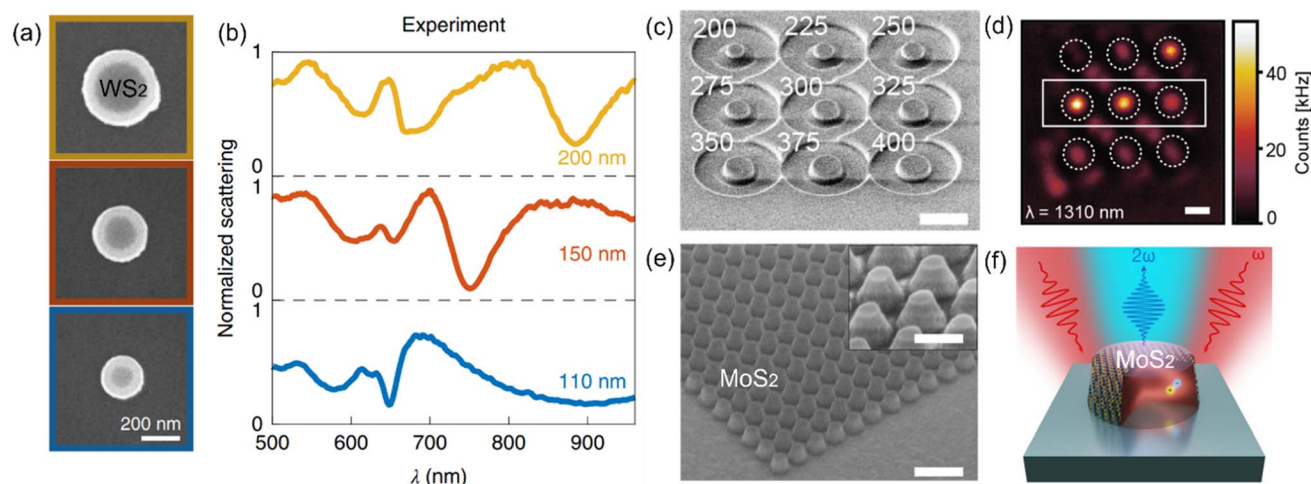 (a)
WS2
200 nm
(b)
Experiment
Normalized scattering
1
0
200 nm
1
0
150 nm
1
0
110 nm
500 600 700 800 900
λ (nm)
(c)
200 225 250
275 300 325
350 375 400
(d)
λ = 1310 nm
40
20
0
Counts [kHz]
(e)
MoS2
(f)
2ω
ω
MoS2